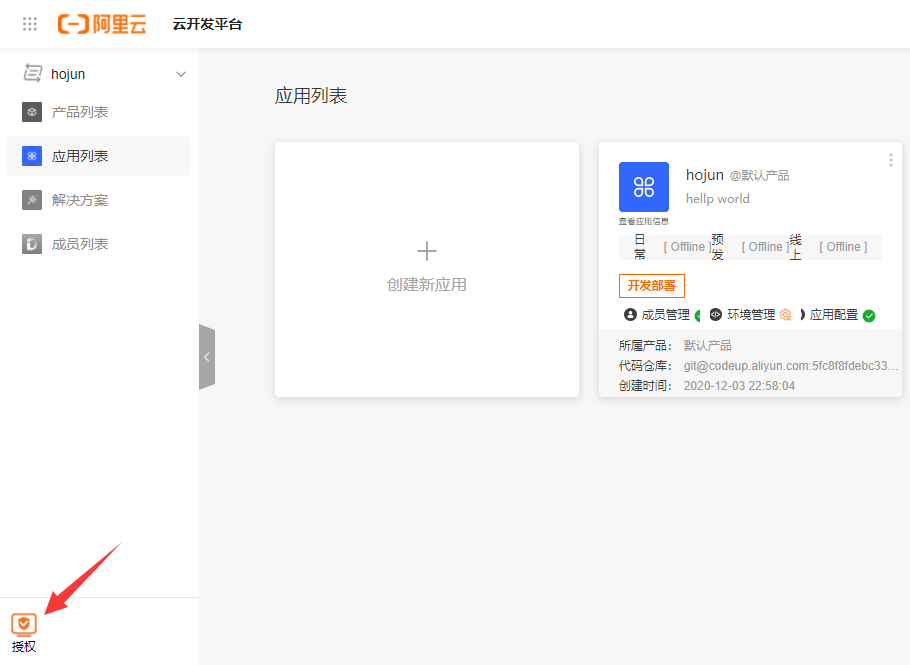 阿里云 云开发平台
hojun
产品列表
应用列表
解决方案
成员列表
授权
应用列表
创建新应用
hojun @默认产品
hellp world
查看应用信息
日常 [ Offline ] 预发 [ Offline ] 线上 [ Offline ]
开发部署
成员管理 环境管理 应用配置
所属产品： 默认产品
代码仓库： git@codeup.aliyun.com:5fc8f8fdebc33...
创建时间： 2020-12-03 22:58:04